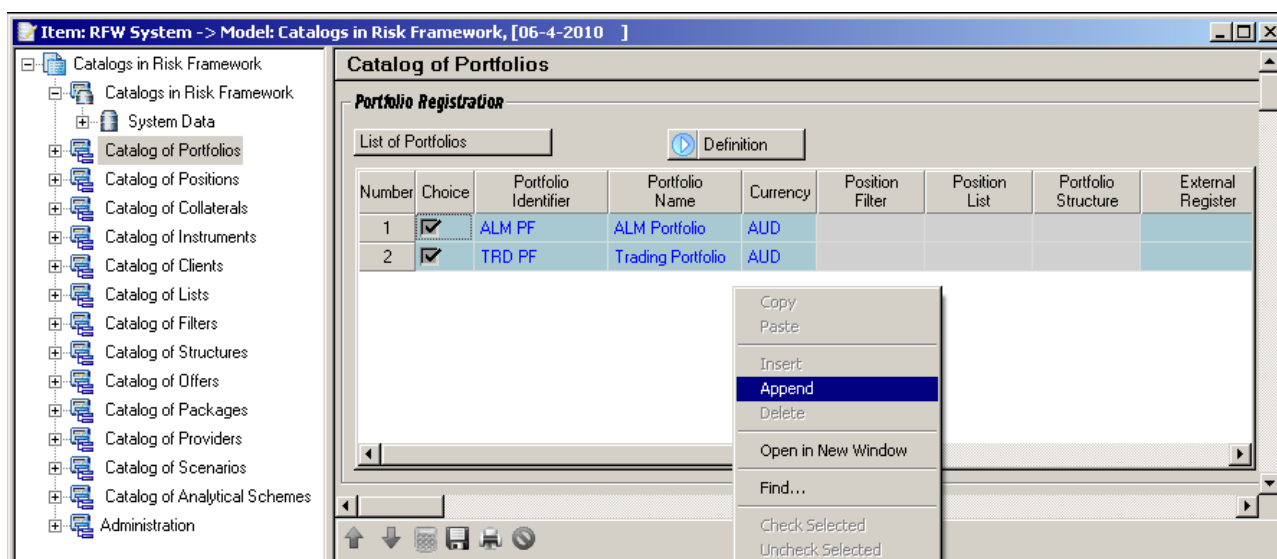 Item: RFW System -> Model: Catalogs in Risk Framework, [06-4-2010 ]
Catalogs in Risk Framework
Catalogs in Risk Framework
System Data
Catalog of Portfolios
Catalog of Positions
Catalog of Collaterals
Catalog of Instruments
Catalog of Clients
Catalog of Lists
Catalog of Filters
Catalog of Structures
Catalog of Offers
Catalog of Packages
Catalog of Providers
Catalog of Scenarios
Catalog of Analytical Schemes
Administration
Catalog of Portfolios
Portfolio Registration
List of Portfolios Definition
Number Choice Portfolio Identifier Portfolio Name Currency Position Filter Position List Portfolio Structure External Register
1 ALM PF ALM Portfolio AUD
2 TRD PF Trading Portfolio AUD
Copy
Paste
Insert
Append
Delete
Open in New Window
Find...
Check Selected
Uncheck Selected